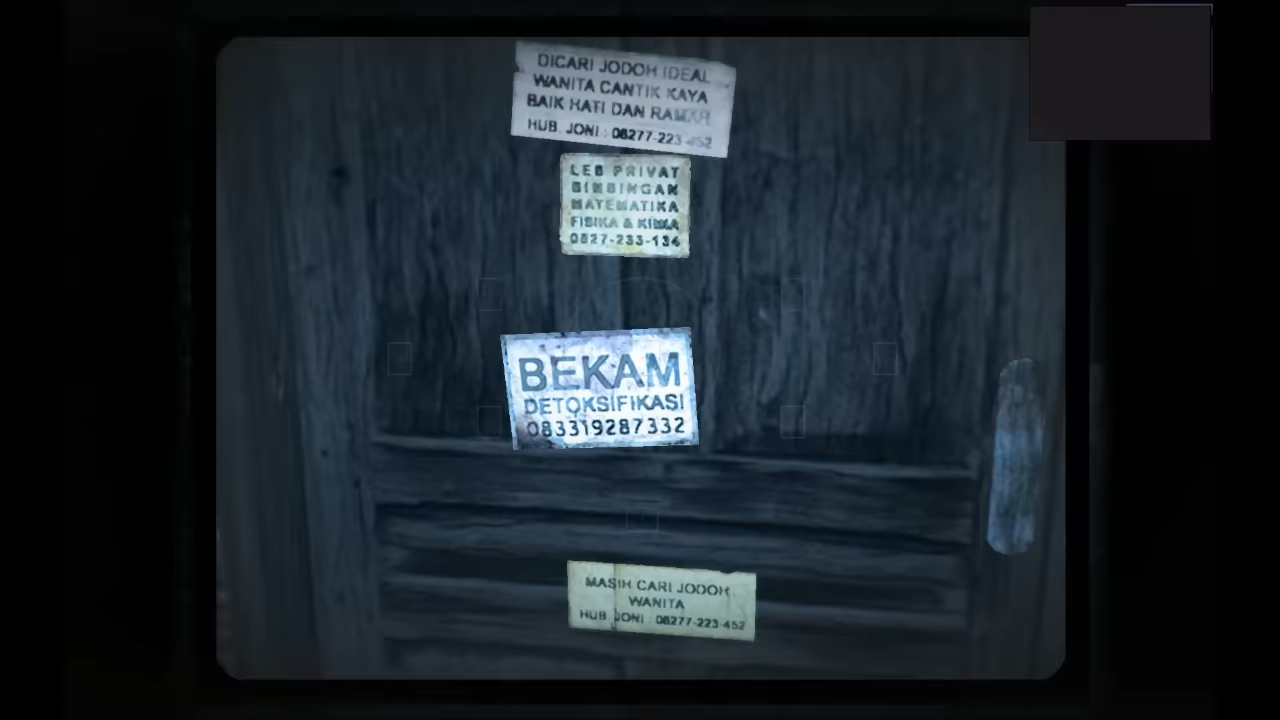 DICARI JODOH IDEAL
WANITA CANTIK KAYA
BAIK HATI DAN RAMAH
HUB. JONI : 08277-223-452
LES PRIVAT
BIMBINGAN
MATEMATIKA
FISIKA & KIMIA
0827-233-134
BEKAM
DETOKSIFIKASI
083319287332
MASIH CARI JODOH
WANITA
HUB JONI : 08277-223-452